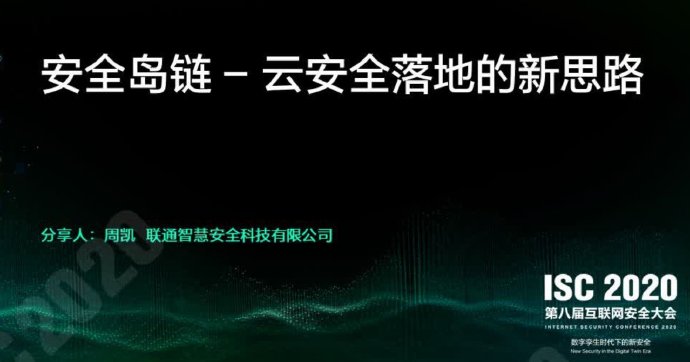 安全岛链 – 云安全落地的新思路
分享人：周凯 联通智慧安全科技有限公司
ISC 2020
第八届互联网安全大会
INTERNET SECURITY CONFERENCE 2020
数字孪生时代下的新安全
New Security in the Digital Twin Era
2020
C 2020